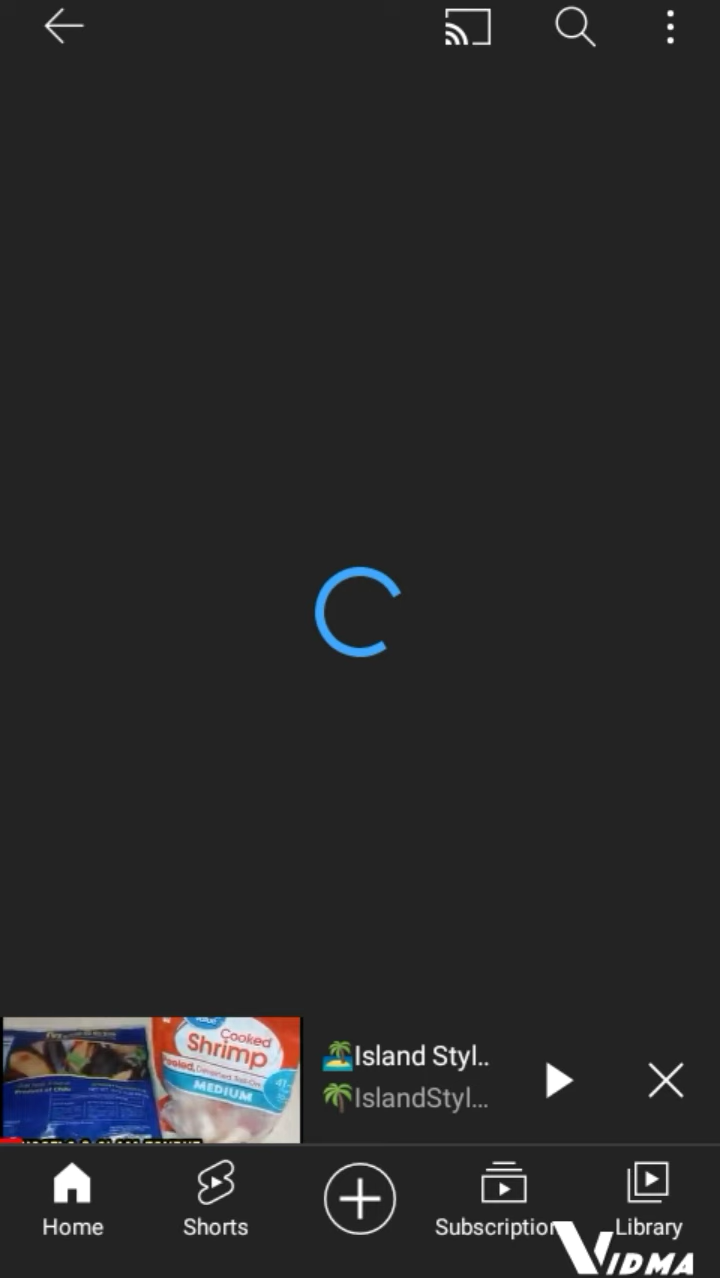 Cooked
Shrimp
MEDIUM
🏝Island Styl..
🌴IslandStyl...
Home
Shorts
Subscription
Library
VIDMA